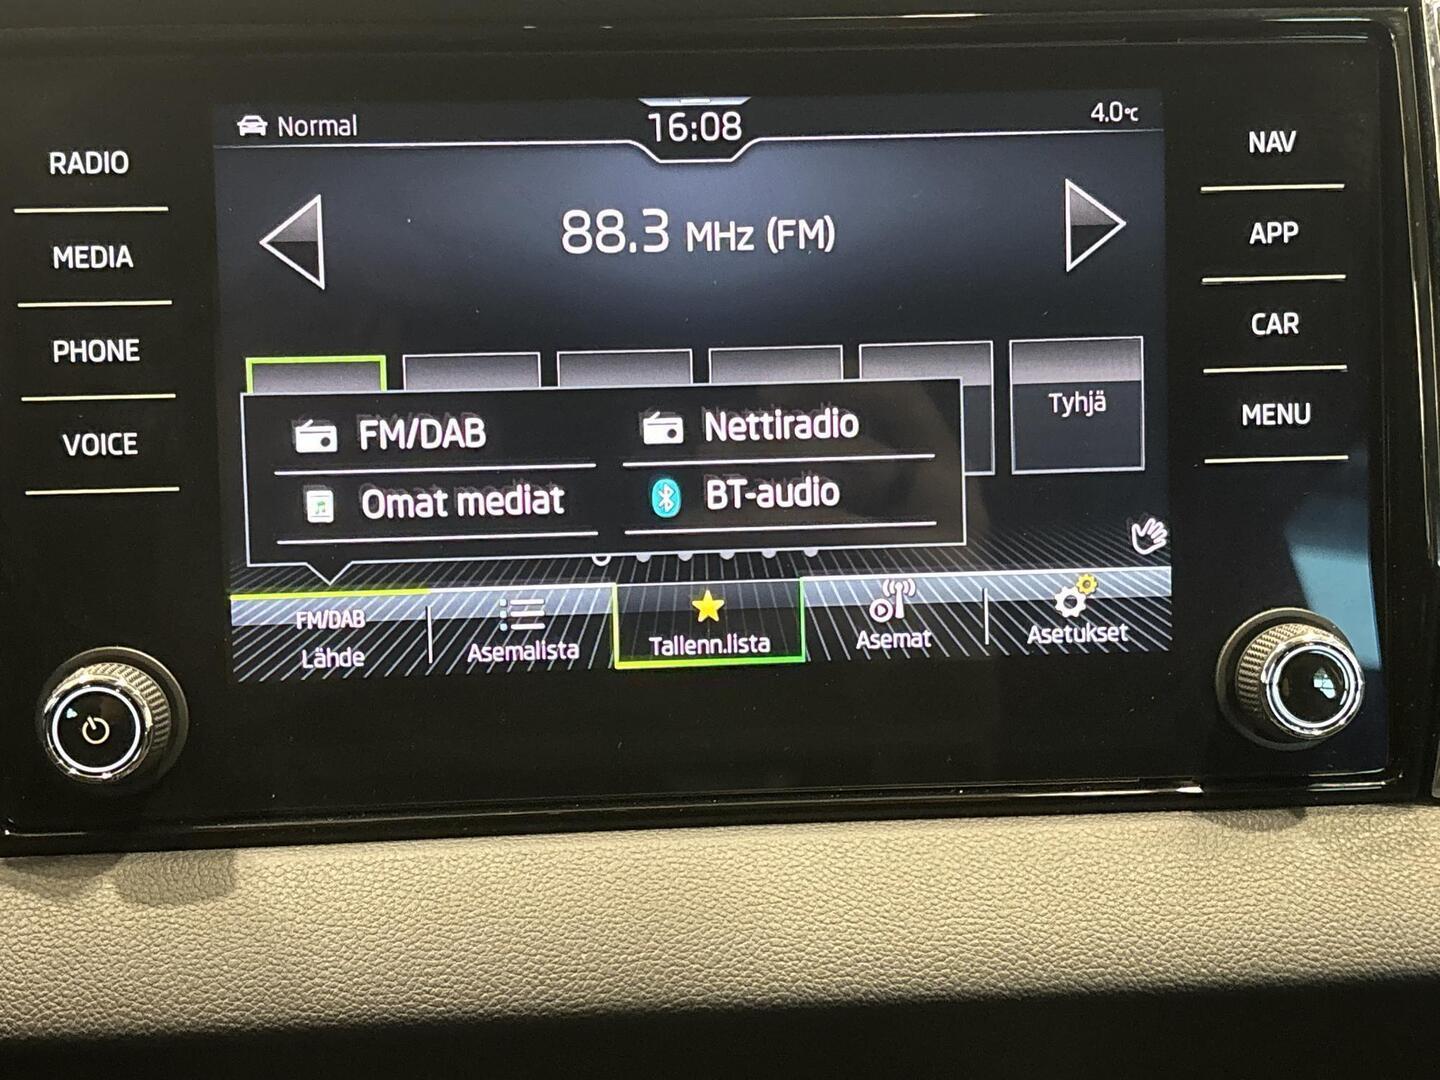 Normal
16:08
4.0°C
RADIO
MEDIA
PHONE
VOICE
88.3 MHz (FM)
Tyhjä
FM/DAB
Nettiradio
Omat mediat
BT-audio
FM/DAB
Lähde
Asemalista
Tallenn.lista
Asemat
Asetukset
NAV
APP
CAR
MENU